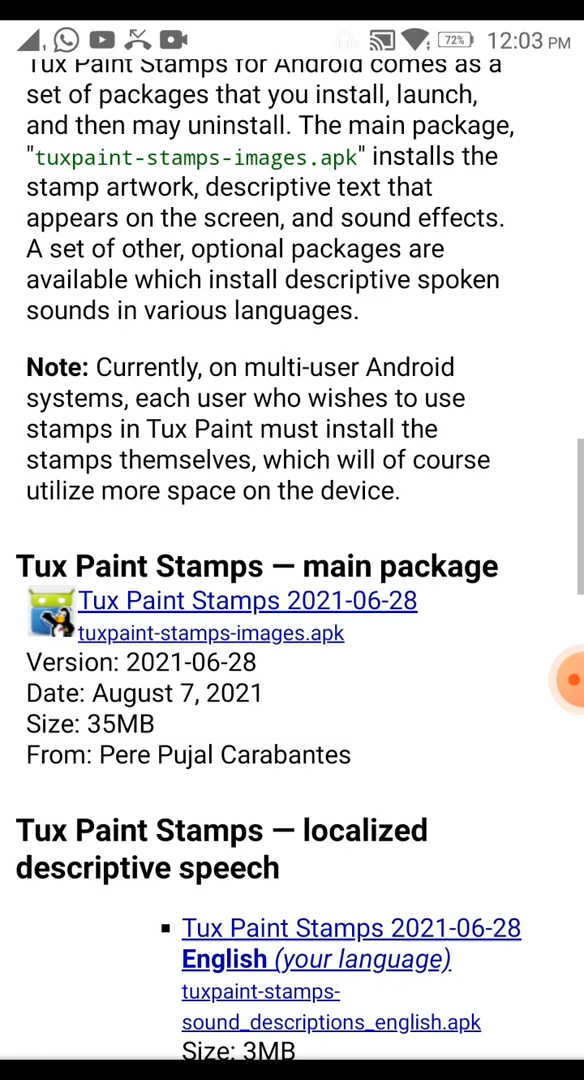 72%
12:03 PM
Tux Paint Stamps for Android comes as a
set of packages that you install, launch,
and then may uninstall. The main package,
"tuxpaint-stamps-images.apk" installs the
stamp artwork, descriptive text that
appears on the screen, and sound effects.
A set of other, optional packages are
available which install descriptive spoken
sounds in various languages.
Note: Currently, on multi-user Android
systems, each user who wishes to use
stamps in Tux Paint must install the
stamps themselves, which will of course
utilize more space on the device.
Tux Paint Stamps — main package
Tux Paint Stamps 2021-06-28
tuxpaint-stamps-images.apk
Version: 2021-06-28
Date: August 7, 2021
Size: 35MB
From: Pere Pujal Carabantes
Tux Paint Stamps — localized
descriptive speech
▪ Tux Paint Stamps 2021-06-28
English (your language)
tuxpaint-stamps-
sound_descriptions_english.apk
Size: 3MB